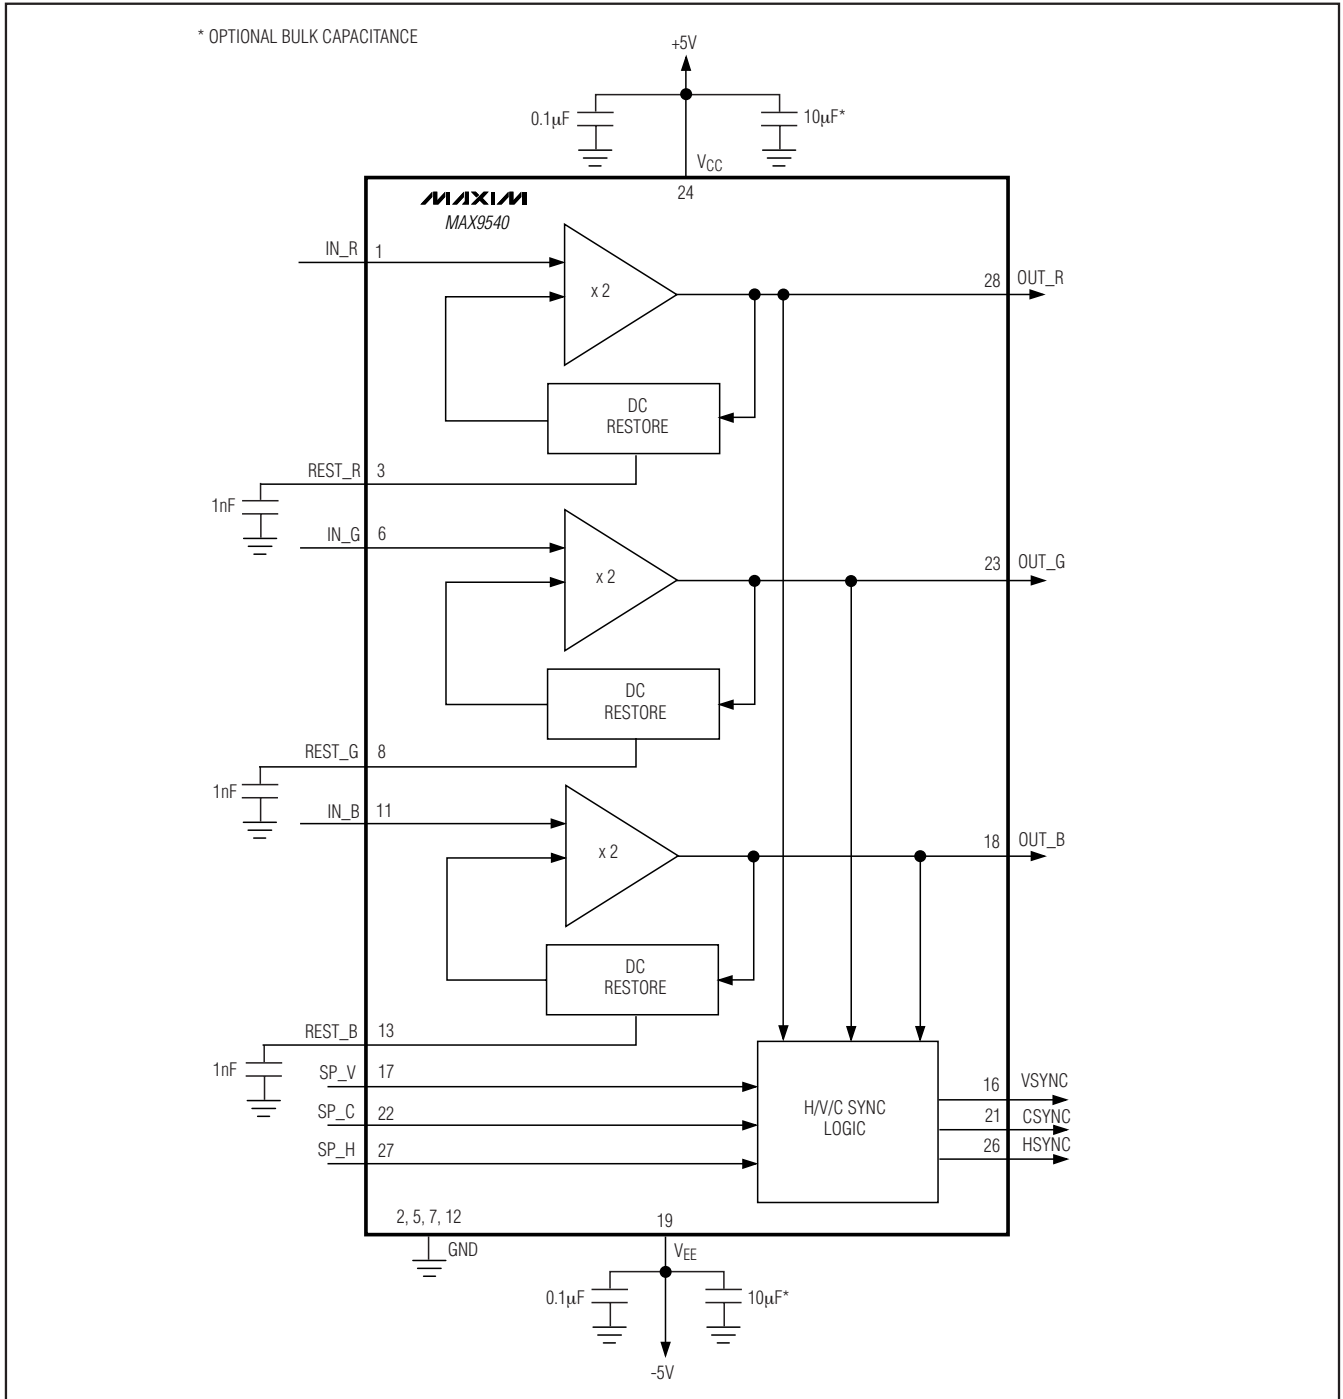 * OPTIONAL BULK CAPACITANCE
+5V
0.1µF
10µF*
VCC
24
MAXIM
MAX9540
IN_R
1
x 2
28
OUT_R
DC
RESTORE
REST_R
3
1nF
IN_G
6
x 2
23
OUT_G
DC
RESTORE
REST_G
8
1nF
IN_B
11
x 2
18
OUT_B
DC
RESTORE
REST_B
13
1nF
SP_V
17
SP_C
22
SP_H
27
H/V/C SYNC
LOGIC
16
VSYNC
21
CSYNC
26
HSYNC
2, 5, 7, 12
GND
19
VEE
0.1µF
10µF*
-5V